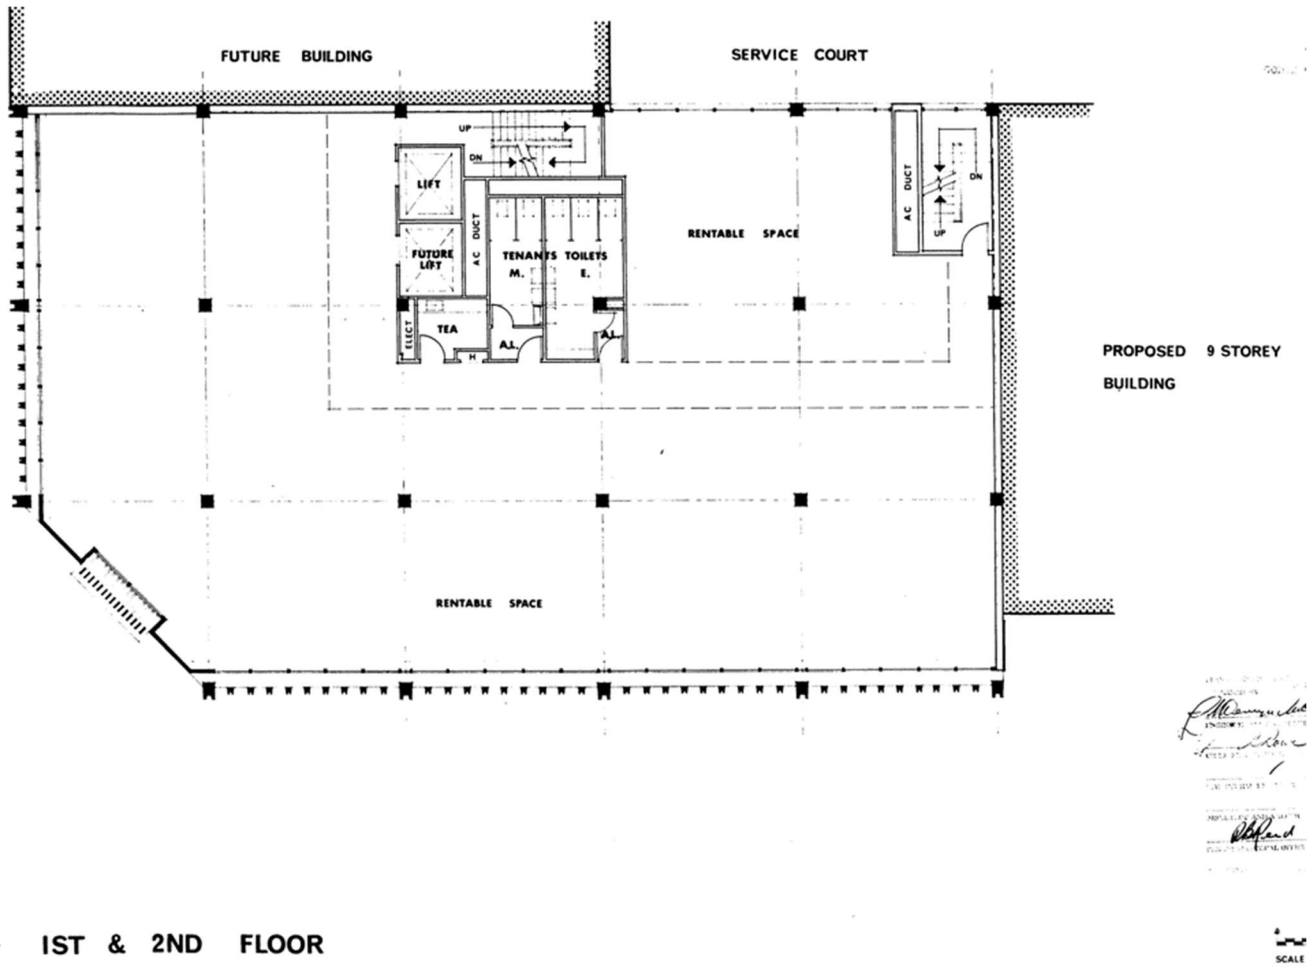 FUTURE BUILDING
SERVICE COURT
UP
DN
LIFT
AC DUCT
FUTURE
LIFT
TENANTS TOILETS
M. E.
ELECT
TEA
H
A.L.
A.L.
RENTABLE SPACE
AC DUCT
DN
UP
PROPOSED 9 STOREY
BUILDING
RENTABLE SPACE
1ST & 2ND FLOOR
SCALE